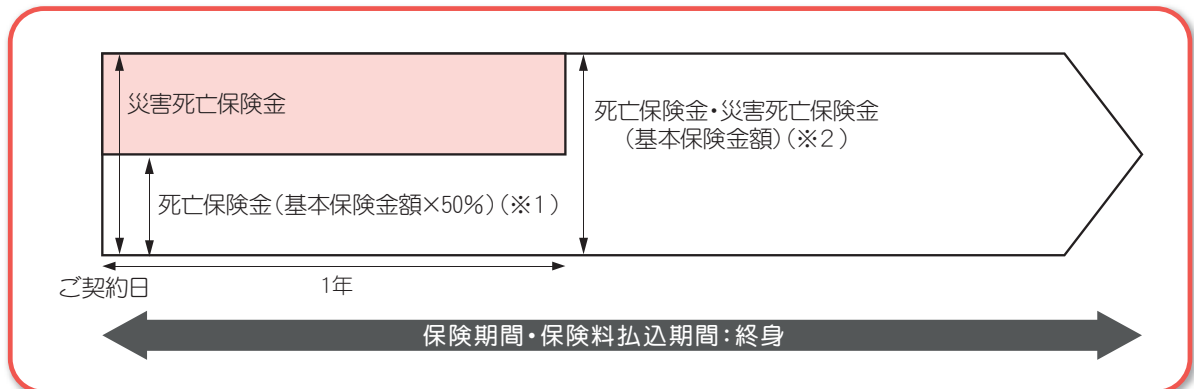 災害死亡保険金
死亡保険金・災害死亡保険金
(基本保険金額)(※2)
死亡保険金(基本保険金額×50%)(※1)
ご契約日
1年
保険期間・保険料払込期間:終身